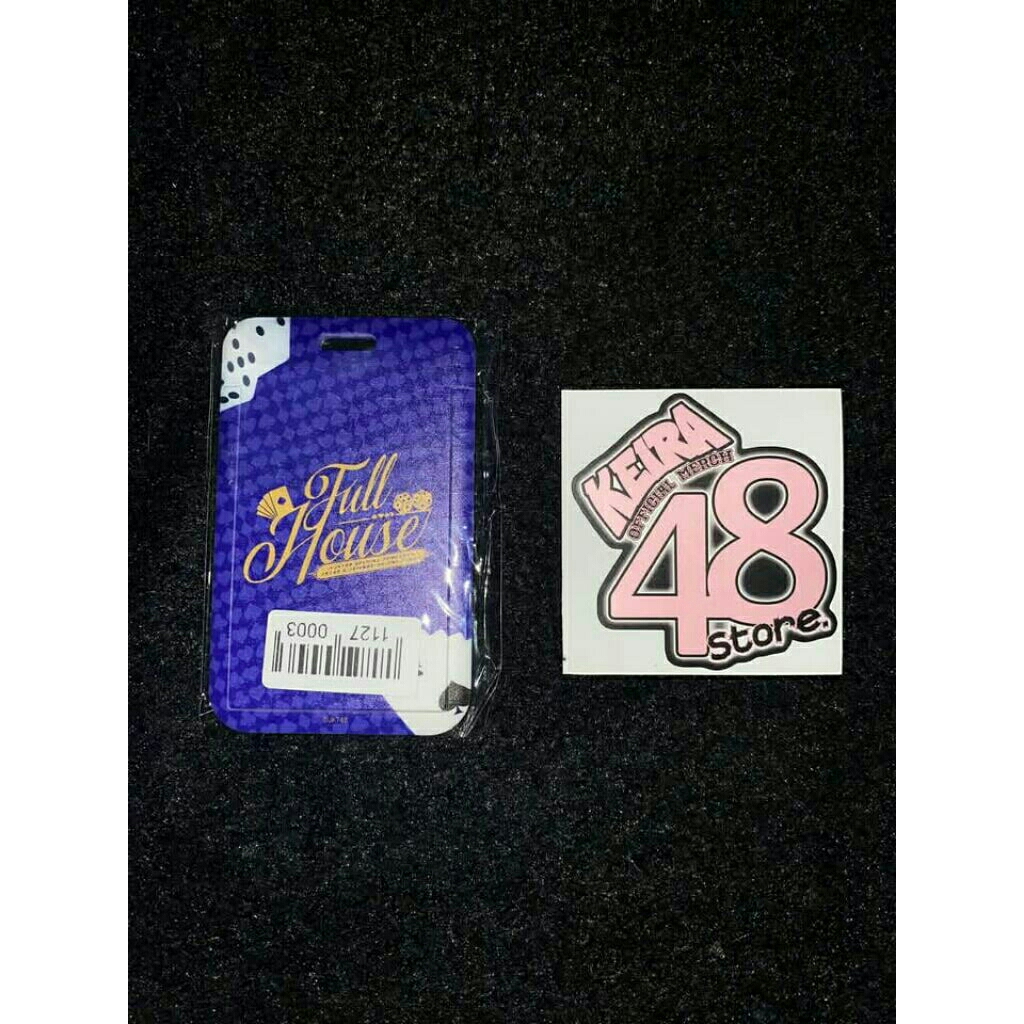 Full
House
1127 0003
KEIRA
OFFICIAL MERCH
48
store.